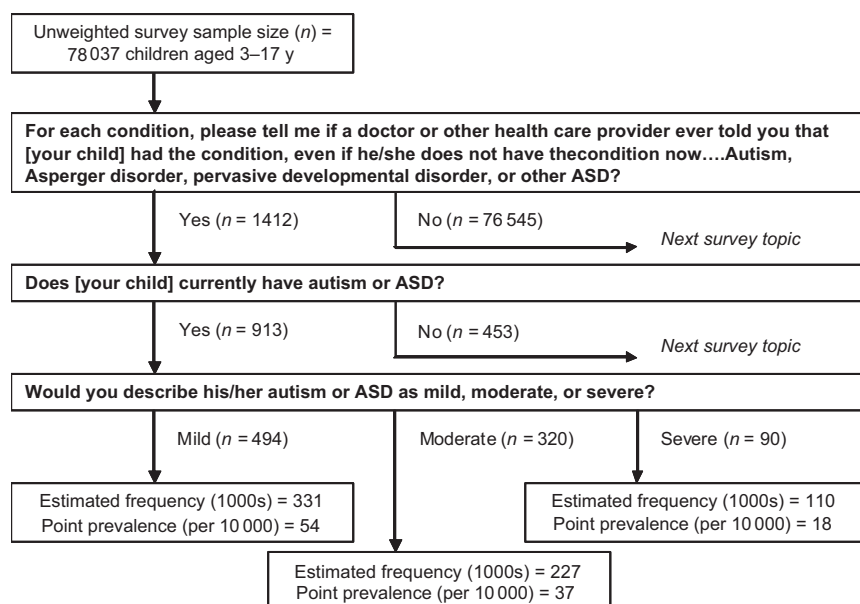 Unweighted survey sample size (n) =
78 037 children aged 3–17 y
For each condition, please tell me if a doctor or other health care provider ever told you that
[your child] had the condition, even if he/she does not have thecondition now....Autism,
Asperger disorder, pervasive developmental disorder, or other ASD?
Yes (n = 1412)
No (n = 76 545)
Next survey topic
Does [your child] currently have autism or ASD?
Yes (n = 913)
No (n = 453)
Next survey topic
Would you describe his/her autism or ASD as mild, moderate, or severe?
Mild (n = 494)
Moderate (n = 320)
Severe (n = 90)
Estimated frequency (1000s) = 331
Point prevalence (per 10 000) = 54
Estimated frequency (1000s) = 110
Point prevalence (per 10 000) = 18
Estimated frequency (1000s) = 227
Point prevalence (per 10 000) = 37